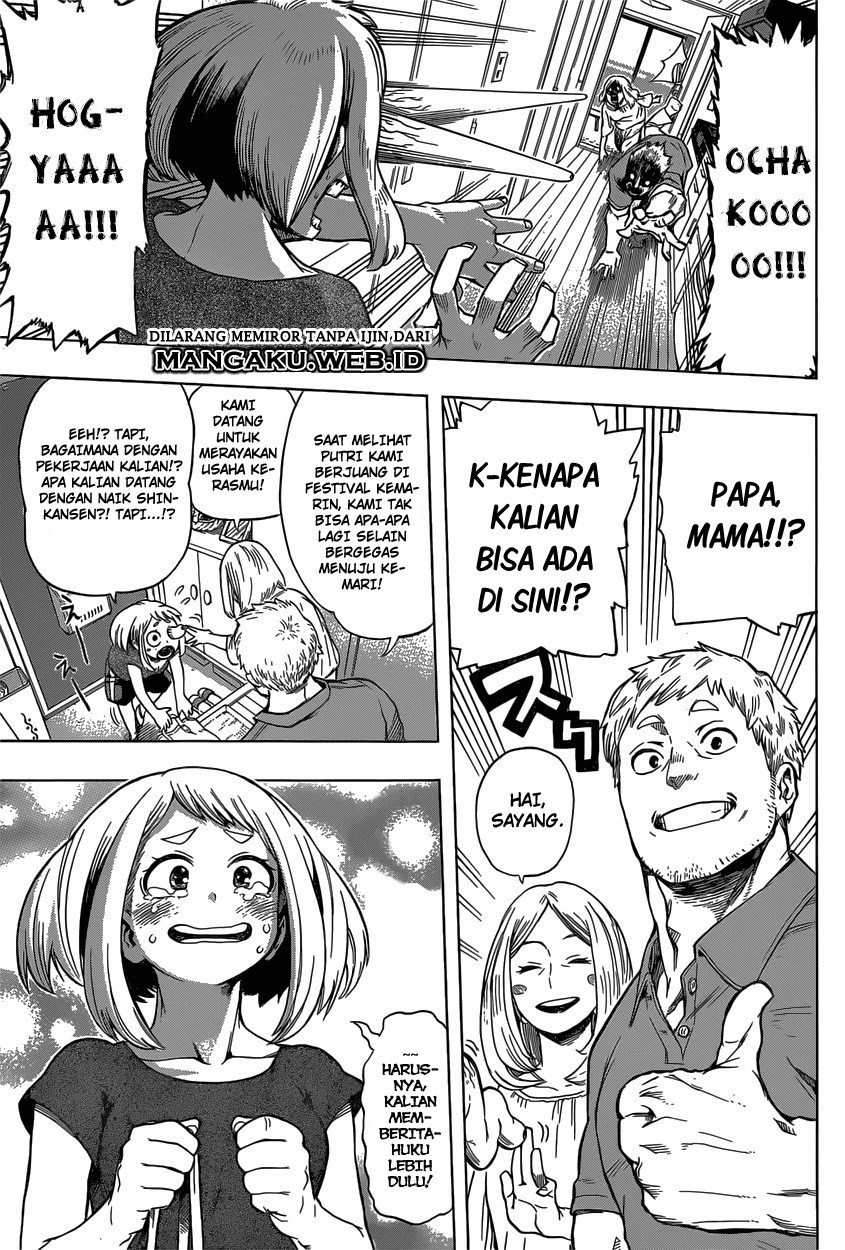 OCHA
KOOO
OO!!!
HOG-
YAAA
AA!!!
DILARANG MEMIROR TANPA IJIN DARI
MANGAKU.WEB.ID
PAPA,
MAMA!!?
K-KENAPA
KALIAN
BISA ADA
DI SINI!?
スク
HAI,
SAYANG.
SAAT MELIHAT
PUTRI KAMI
BERJUANG DI
FESTIVAL KEMA-
RIN, KAMI TAK
BISA APA-APA
LAGI SELAIN
BERGEGAS
MENUJU KE-
MARI!
KAMI
DATANG
UNTUK
MERAYAKAN
USAHA KE-
RASMU!
EEH!? TAPI,
BAGAIMANA DENGAN
PEKERJAAN KALIAN!?
APA KALIAN DATANG
DENGAN NAIK SHIN-
KANSEN?! TAPI...!?
~~
HARUS-
NYA,
KALIAN
MEM-
BERITA-
HUKU
LEBIH
DULU!